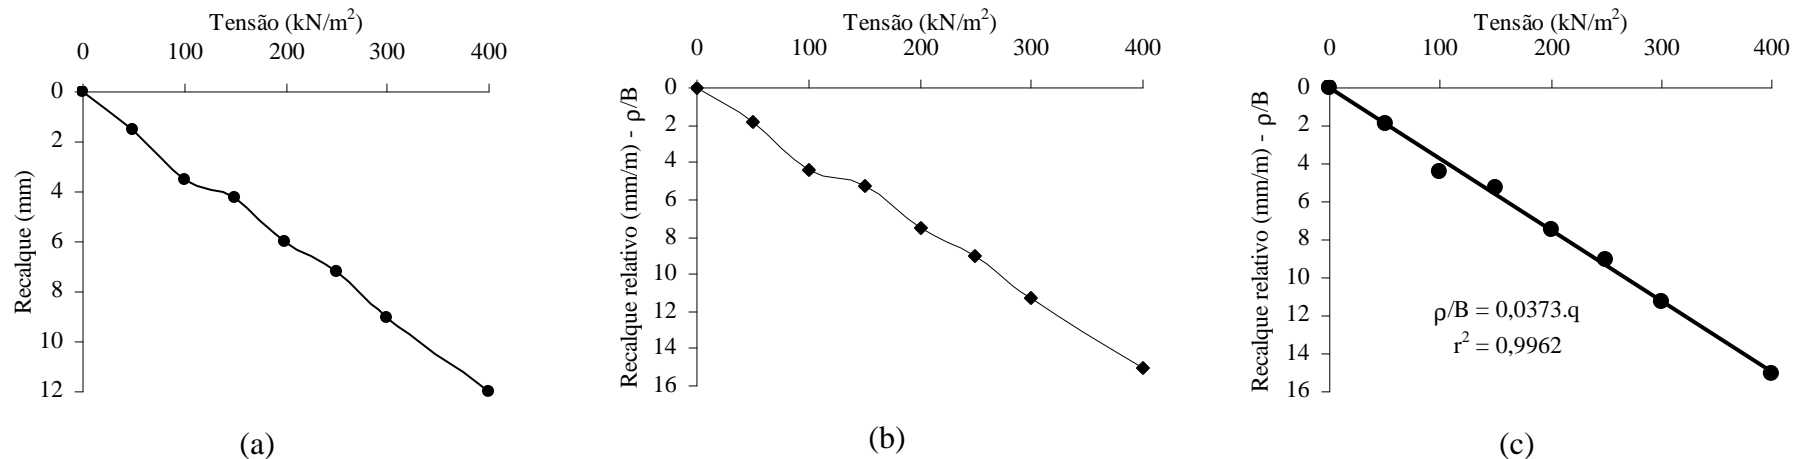 Tensão (kN/m²)
0 100 200 300 400
Recalque (mm)
0
2
4
6
8
10
12
(a)
Tensão (kN/m²)
0 100 200 300 400
Recalque relativo (mm/m) - ρ/B
0
2
4
6
8
10
12
14
16
(b)
Tensão (kN/m²)
0 100 200 300 400
Recalque relativo (mm/m) - ρ/B
0
2
4
6
8
10
12
14
16
ρ/B = 0,0373.q
r² = 0,9962
(c)